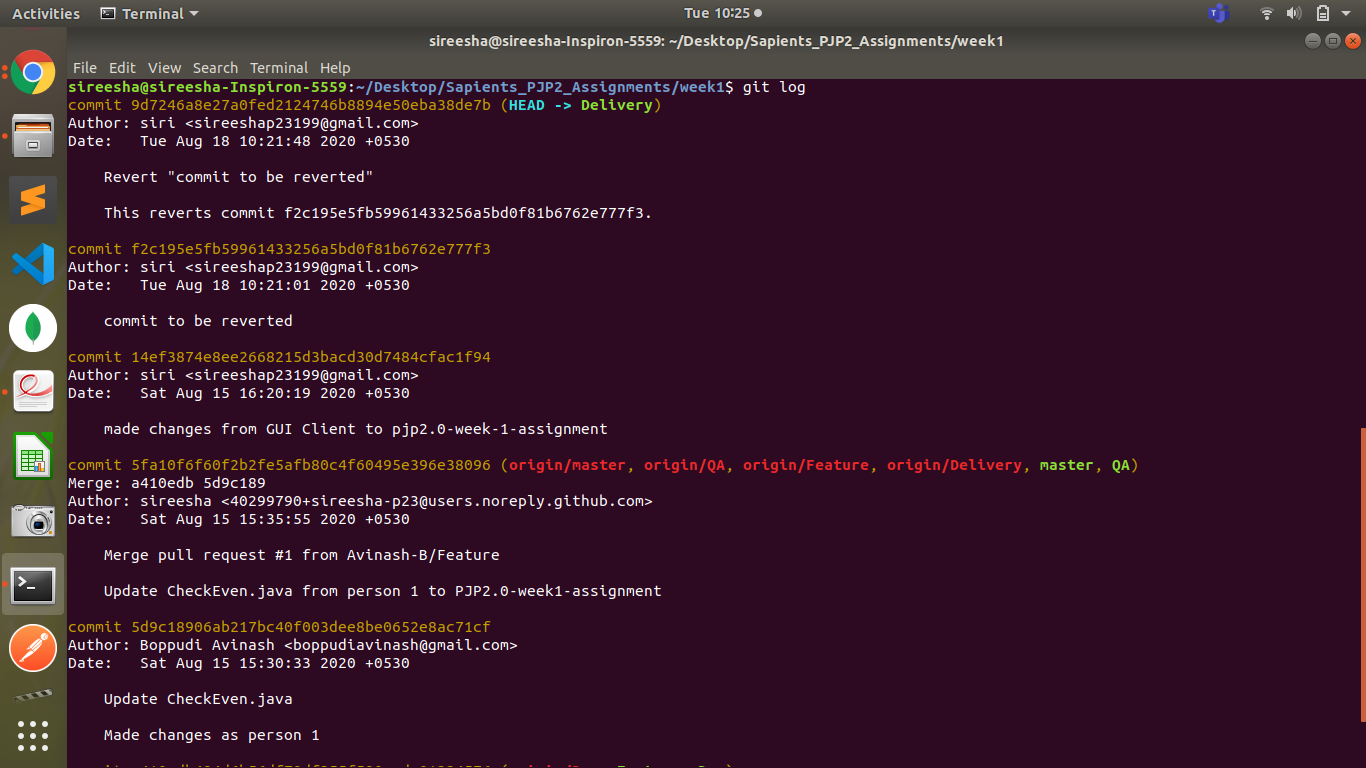 Activities Terminal Tue 10:25
sireesha@sireesha-Inspiron-5559: ~/Desktop/Sapients_PJP2_Assignments/week1
File Edit View Search Terminal Help
sireesha@sireesha-Inspiron-5559:~/Desktop/Sapients_PJP2_Assignments/week1$ git log
commit 9d7246a8e27a0fed2124746b8894e50eba38de7b (HEAD -> Delivery)
Author: siri <sireeshap23199@gmail.com>
Date:   Tue Aug 18 10:21:48 2020 +0530
Revert "commit to be reverted"
This reverts commit f2c195e5fb59961433256a5bd0f81b6762e777f3.
commit f2c195e5fb59961433256a5bd0f81b6762e777f3
Author: siri <sireeshap23199@gmail.com>
Date:   Tue Aug 18 10:21:01 2020 +0530
commit to be reverted
commit 14ef3874e8ee2668215d3bacd30d7484cfac1f94
Author: siri <sireeshap23199@gmail.com>
Date:   Sat Aug 15 16:20:19 2020 +0530
made changes from GUI Client to pjp2.0-week-1-assignment
commit 5fa10f6f60f2b2fe5afb80c4f60495e396e38096 (origin/master, origin/QA, origin/Feature, origin/Delivery, master, QA)
Merge: a410edb 5d9c189
Author: sireesha <40299790+sireesha-p23@users.noreply.github.com>
Date:   Sat Aug 15 15:35:55 2020 +0530
Merge pull request #1 from Avinash-B/Feature
Update CheckEven.java from person 1 to PJP2.0-week1-assignment
commit 5d9c18906ab217bc40f003dee8be0652e8ac71cf
Author: Boppudi Avinash <boppudiavinash@gmail.com>
Date:   Sat Aug 15 15:30:33 2020 +0530
Update CheckEven.java
Made changes as person 1